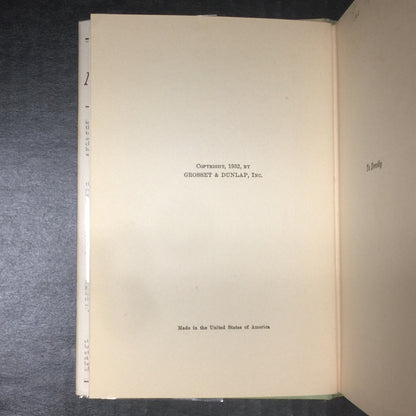 Copyright, 1932, by
GROSSET & DUNLAP, Inc.
Made in the United States of America
To Dorothy